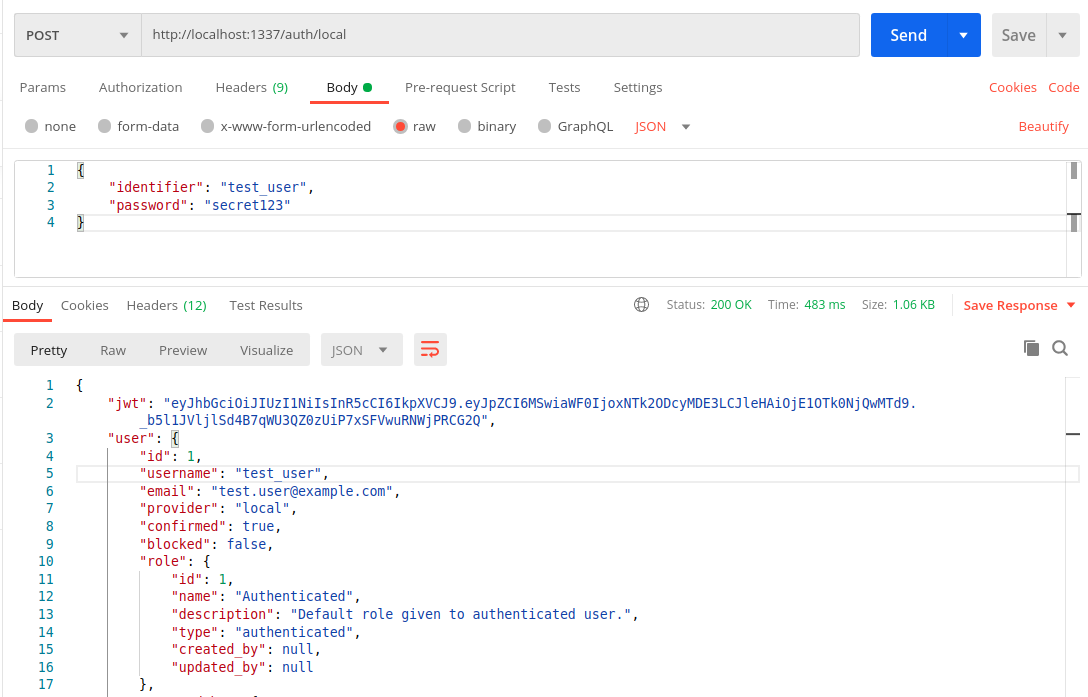 POST http://localhost:1337/auth/local Send Save
Params Authorization Headers (9) Body Pre-request Script Tests Settings Cookies Code
none form-data x-www-form-urlencoded raw binary GraphQL JSON Beautify
1 {
2 "identifier": "test_user",
3 "password": "secret123"
4 }
Body Cookies Headers (12) Test Results Status: 200 OK Time: 483 ms Size: 1.06 KB Save Response
Pretty Raw Preview Visualize JSON
1 {
2 "jwt": "eyJhbGciOiJIUzI1NiIsInR5cCI6IkpXVCJ9.eyJpZCI6MSwiaWF0IjoxNTk2ODcyMDE3LCJleHAiOjE1OTk0NjQwMTd9.
_b5l1JVljlSd4B7qWU3QZ0zUiP7xSFVwuRNWjPRCG2Q",
3 "user": {
4 "id": 1,
5 "username": "test_user",
6 "email": "test.user@example.com",
7 "provider": "local",
8 "confirmed": true,
9 "blocked": false,
10 "role": {
11 "id": 1,
12 "name": "Authenticated",
13 "description": "Default role given to authenticated user.",
14 "type": "authenticated",
15 "created_by": null,
16 "updated_by": null
17 },